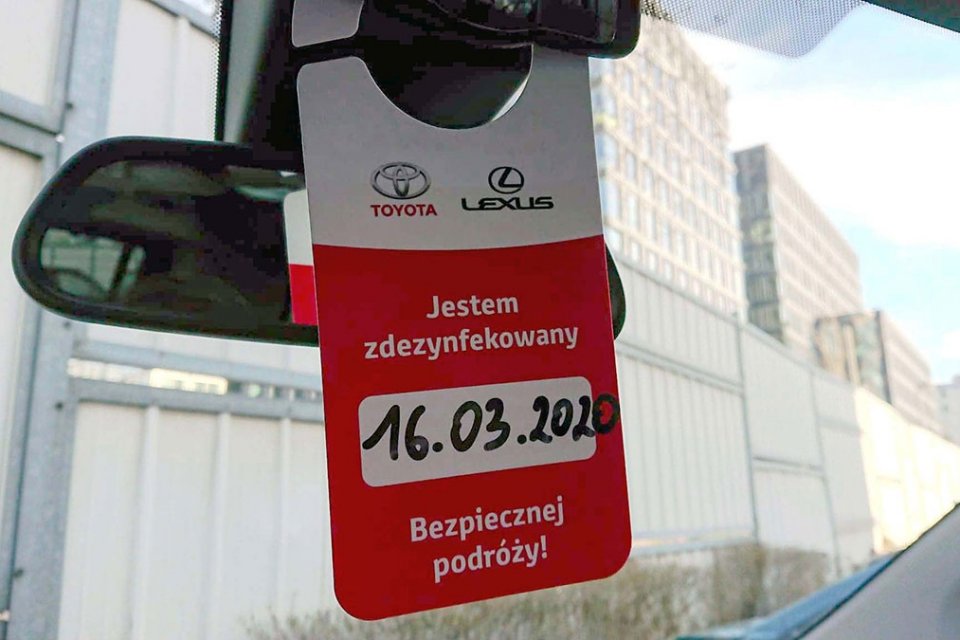 TOYOTA LEXUS
Jestem
zdezynfekowany
16.03.2020
Bezpiecznej
podróży!